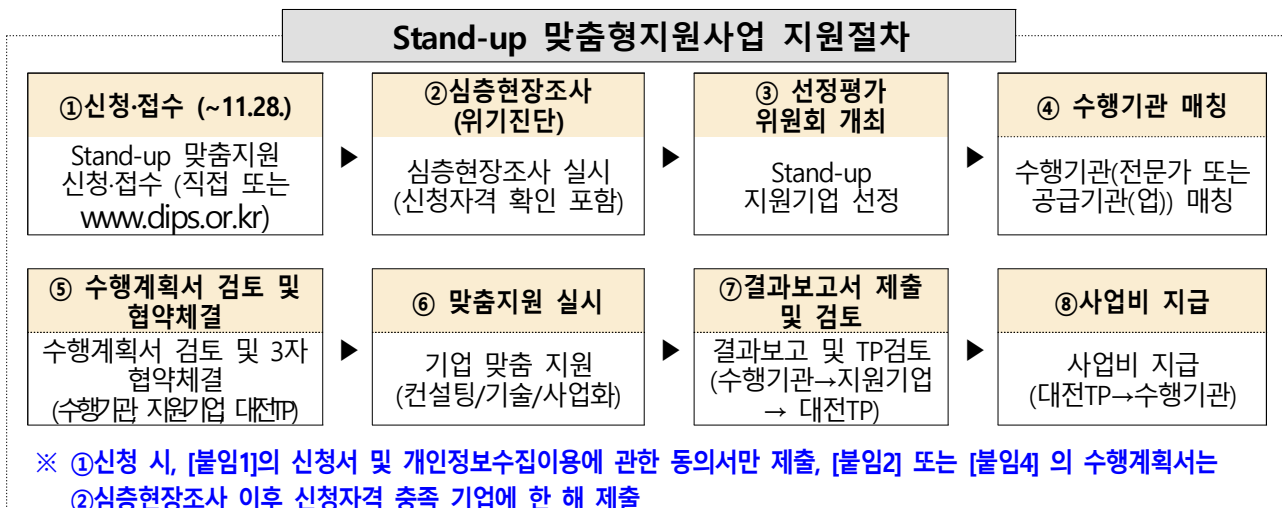 Stand-up 맞춤형지원사업 지원절차
①신청·접수 (~11.28.)
Stand-up 맞춤지원
신청·접수 (직접 또는
www.dips.or.kr)
▶
②심층현장조사
(위기진단)
심층현장조사 실시
(신청자격 확인 포함)
▶
③ 선정평가
위원회 개최
Stand-up
지원기업 선정
▶
④ 수행기관 매칭
수행기관(전문가 또는
공급기관(업)) 매칭
⑤ 수행계획서 검토 및
협약체결
수행계획서 검토 및 3자
협약체결
(수행기관, 지원기업, 대전TP)
▶
⑥ 맞춤지원 실시
기업 맞춤 지원
(컨설팅/기술/사업화)
▶
⑦결과보고서 제출
및 검토
결과보고 및 TP검토
(수행기관→지원기업
→ 대전TP)
▶
⑧사업비 지급
사업비 지급
(대전TP→수행기관)
※ ①신청 시, [붙임1]의 신청서 및 개인정보수집이용에 관한 동의서만 제출, [붙임2] 또는 [붙임4] 의 수행계획서는
②심층현장조사 이후 신청자격 충족 기업에 한 해 제출